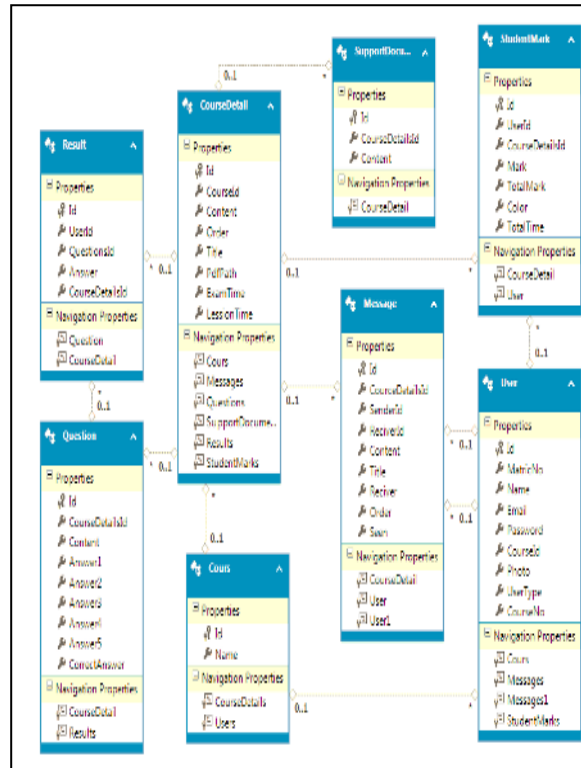 SupportDocu...
Properties
Id
CourseDetailsId
Content
Navigation Properties
CourseDetail
StudentMark
Properties
Id
UserId
CourseDetailsId
Mark
TotalMark
Color
TotalTime
Navigation Properties
CourseDetail
User
CourseDetail
Properties
Id
CourseId
Content
Order
Title
PdfPath
ExamTime
LessionTime
Navigation Properties
Cours
Messages
Questions
SupportDocume...
Results
StudentMarks
Result
Properties
Id
UserId
QuestionsId
Answer
CourseDetailsId
Navigation Properties
Question
CourseDetail
Message
Properties
Id
CourceDetailsId
SenderId
ReciverId
Content
Title
Reciver
Order
Seen
Navigation Properties
CourseDetail
User
User1
User
Properties
Id
MatricNo
Name
Email
Password
CourseId
Photo
UserType
CourseNo
Navigation Properties
Cours
Messages
Messages1
StudentMarks
Question
Properties
Id
CourseDetailsId
Content
Answer1
Answer2
Answer3
Answer4
Answer5
CorrectAnswer
Navigation Properties
CourseDetail
Results
Cours
Properties
Id
Name
Navigation Properties
CourseDetails
Users
0..1
*
* 0..1
0..1
*
0..1
*
*
0..1
*
0..1
* 0..1
* 0..1
* 0..1
*
0..1
0..1
*